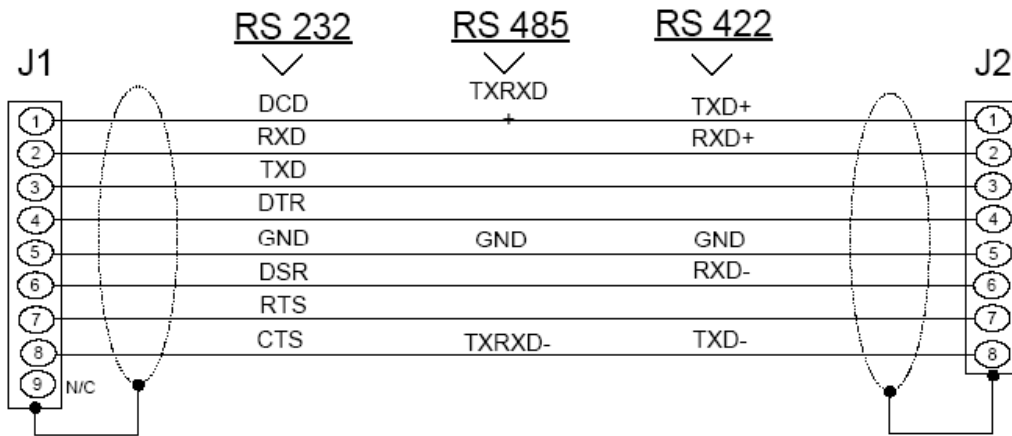 RS 232 RS 485 RS 422
J1 J2
DCD TXRXD TXD+
1 + 1
RXD RXD+
2 2
TXD
3 3
DTR
4 4
GND GND GND
5 5
DSR RXD-
6 6
RTS
7 7
CTS TXRXD- TXD-
8 8
9 N/C